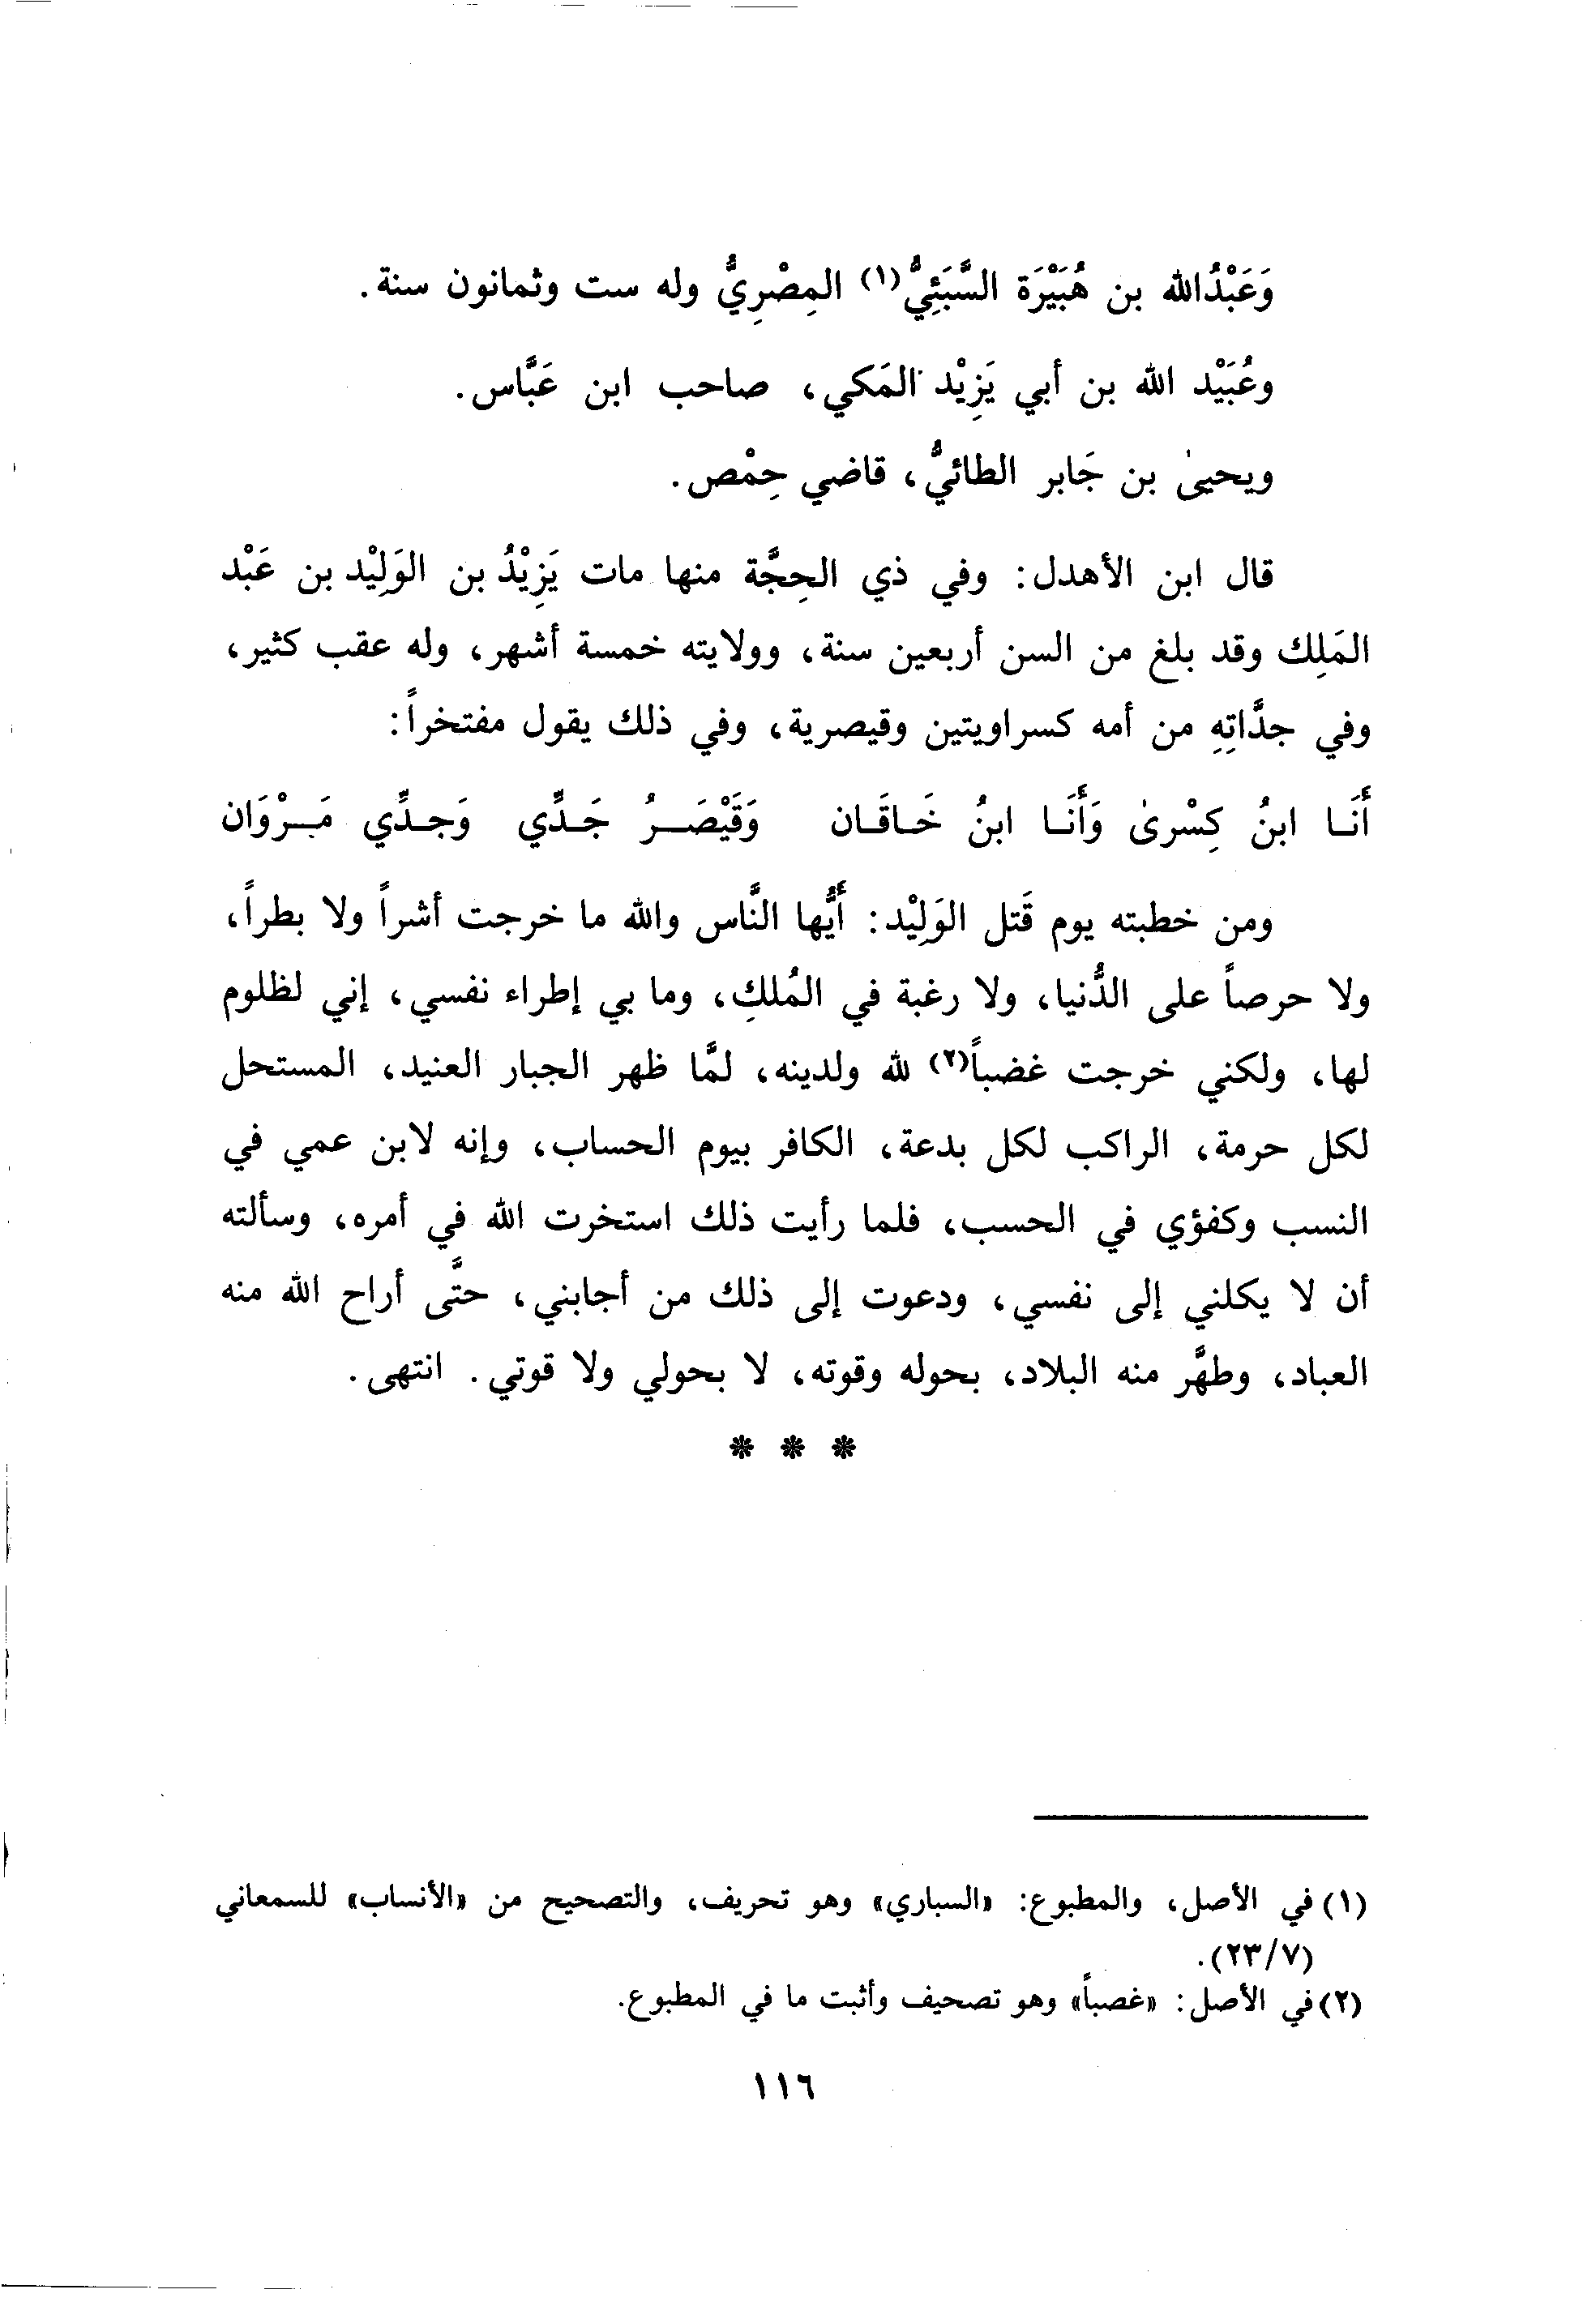 وَعَبْدُالله بن هُبَيْرَة السَّبَئِيُّ(١) المِصْرِيُّ وله ست وثمانون سنة.
وعُبَيْد الله بن أبي يَزِيْد المَكي، صاحب ابن عَبَّاس.
ويحيىٰ بن جَابر الطائيُّ، قاضي حِمْص.
قال ابن الأهدل: وفي ذي الحِجَّة منها مات يَزِيْدُ بن الوَلِيْد بن عَبْد
المَلِك وقد بلغ من السن أربعين سنة، وولايته خمسة أشهر، وله عقب كثير،
وفي جدَّاتِهِ من أمه كسراويتين وقيصرية، وفي ذلك يقول مفتخراً:
أَنَـا ابنُ كِسْرىٰ وَأَنَـا ابنُ خَـاقَـان وَقَيْصَـرُ جَـدِّي وَجـدِّي مَـرْوَان
ومن خطبته يوم قَتل الوَلِيْد: أَيُّها النَّاس والله ما خرجت أشراً ولا بطراً،
ولا حرصاً على الدُّنيا، ولا رغبة في المُلكِ، وما بي إطراء نفسي، إني لظلوم
لها، ولكني خرجت غضباً(٢) لله ولدينه، لمَّا ظهر الجبار العنيد، المستحل
لكل حرمة، الراكب لكل بدعة، الكافر بيوم الحساب، وإنه لابن عمي في
النسب وكفؤي في الحسب، فلما رأيت ذلك استخرت الله في أمره، وسألته
أن لا يكلني إلى نفسي، ودعوت إلى ذلك من أجابني، حتَّى أراح الله منه
العباد، وطهَّر منه البلاد، بحوله وقوته، لا بحولي ولا قوتي. انتهى.
* * *
(١) في الأصل، والمطبوع: «السباري» وهو تحريف، والتصحيح من «الأنساب» للسمعاني
(٢٣/٧).
(٢) في الأصل: «غصباً» وهو تصحيف وأثبت ما في المطبوع.
١١٦